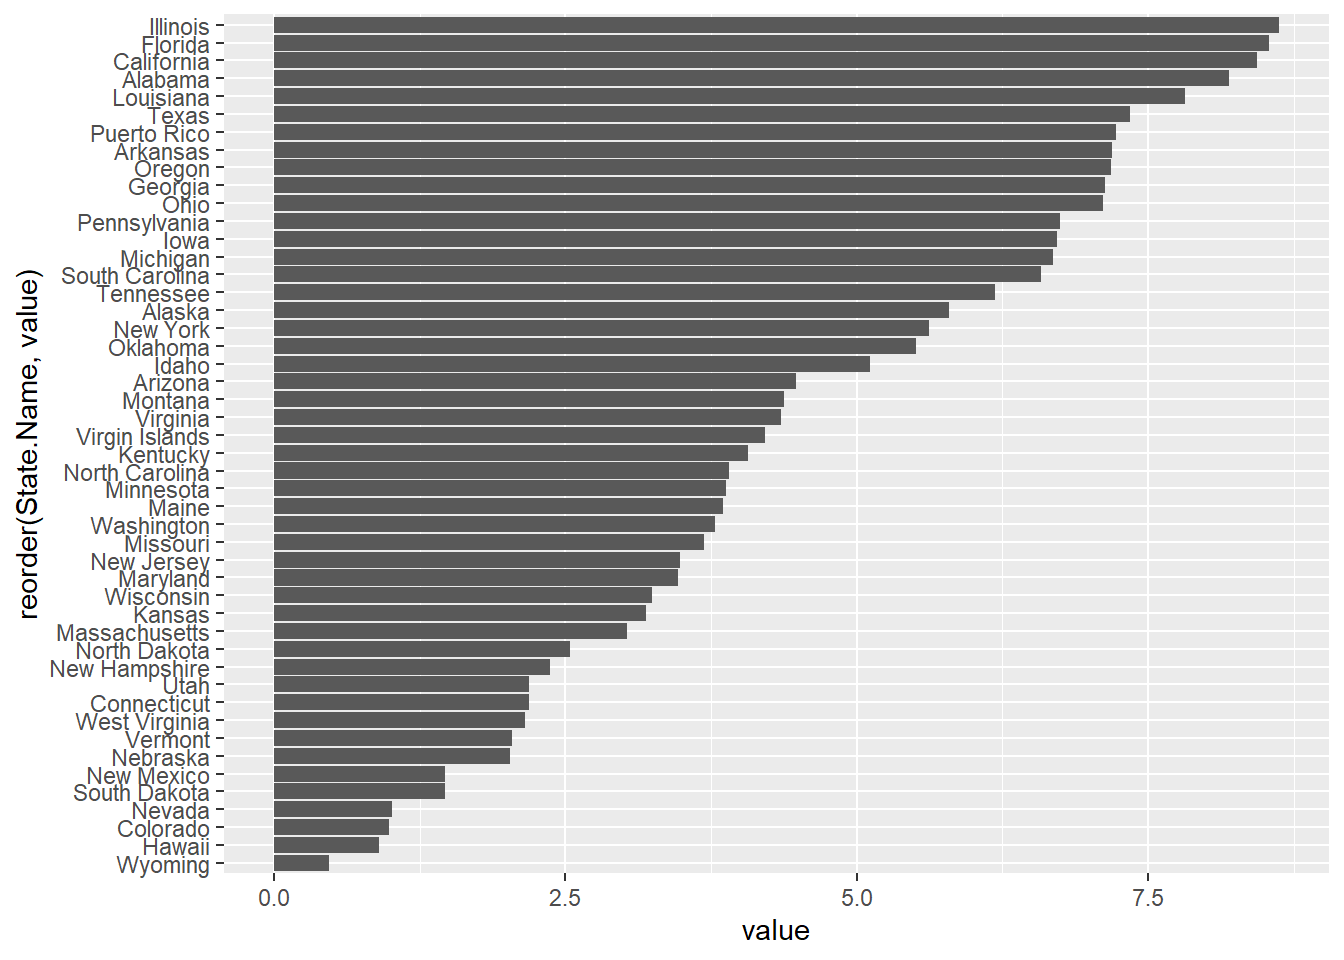 Illinois
Florida
California
Alabama
Louisiana
Texas
Puerto Rico
Arkansas
Oregon
Georgia
Ohio
Pennsylvania
Iowa
Michigan
South Carolina
Tennessee
Alaska
New York
Oklahoma
Idaho
Arizona
Montana
Virginia
Virgin Islands
Kentucky
North Carolina
Minnesota
Maine
Washington
Missouri
New Jersey
Maryland
Wisconsin
Kansas
Massachusetts
North Dakota
New Hampshire
Utah
Connecticut
West Virginia
Vermont
Nebraska
New Mexico
South Dakota
Nevada
Colorado
Hawaii
Wyoming
reorder(State.Name, value)
0.0 2.5 5.0 7.5
value